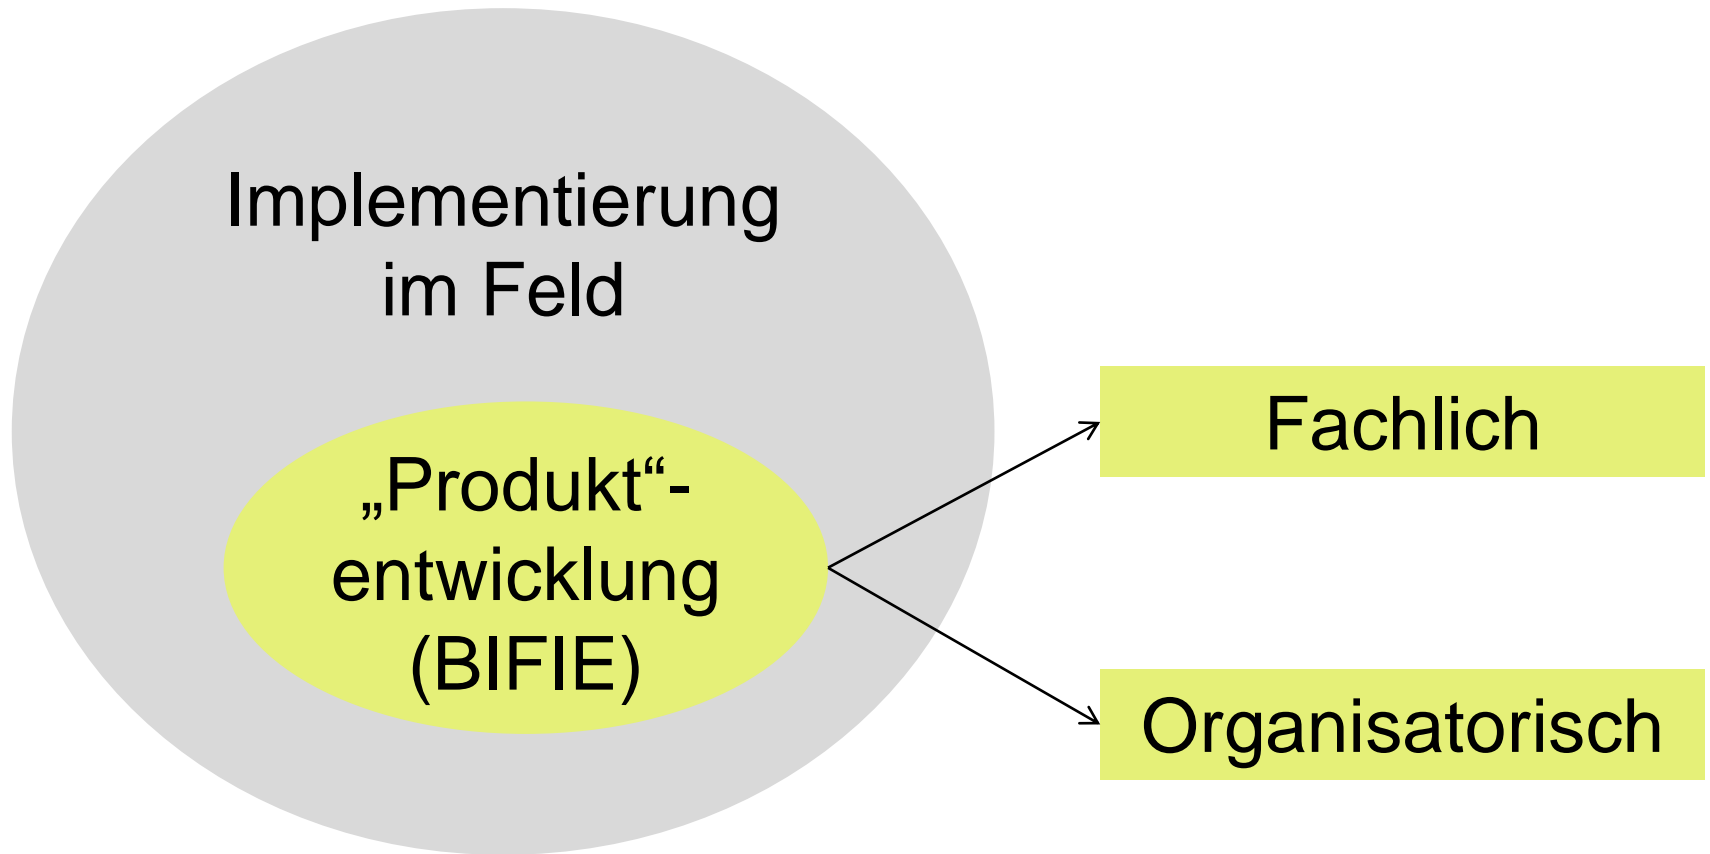 Implementierung
im Feld
„Produkt“-
entwicklung
(BIFIE)
Fachlich
Organisatorisch